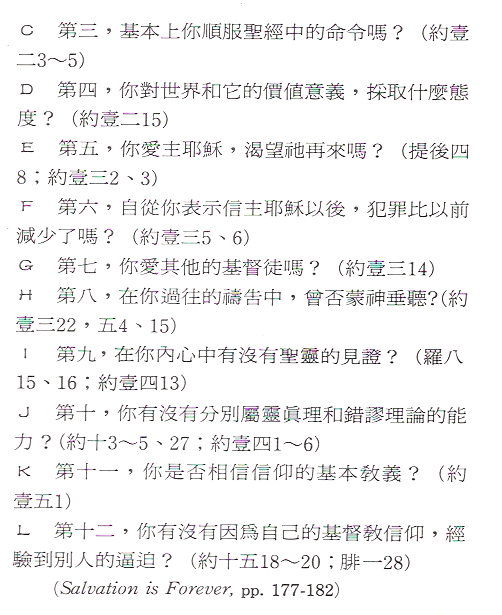 C 第三，基本上你順服聖經中的命令嗎？（約壹
二3～5）
D 第四，你對世界和它的價值意義，採取什麼態
度？（約壹二15）
E 第五，你愛主耶穌，渴望祂再來嗎？（提後四
8；約壹三2、3）
F 第六，自從你表示信主耶穌以後，犯罪比以前
減少了嗎？（約壹三5、6）
G 第七，你愛其他的基督徒嗎？（約壹三14）
H 第八，在你過往的禱告中，曾否蒙神垂聽?(約
壹三22，五4、15）
I 第九，在你內心中有沒有聖靈的見證？（羅八
15、16；約壹四13）
J 第十，你有沒有分別屬靈眞理和錯謬理論的能
力？(約十3～5、27；約壹四1～6）
K 第十一，你是否相信信仰的基本教義？（約
壹五1）
L 第十二，你有沒有因爲自己的基督教信仰，經
驗到別人的逼迫？（約十五18～20；腓一28）
(Salvation is Forever, pp. 177-182)